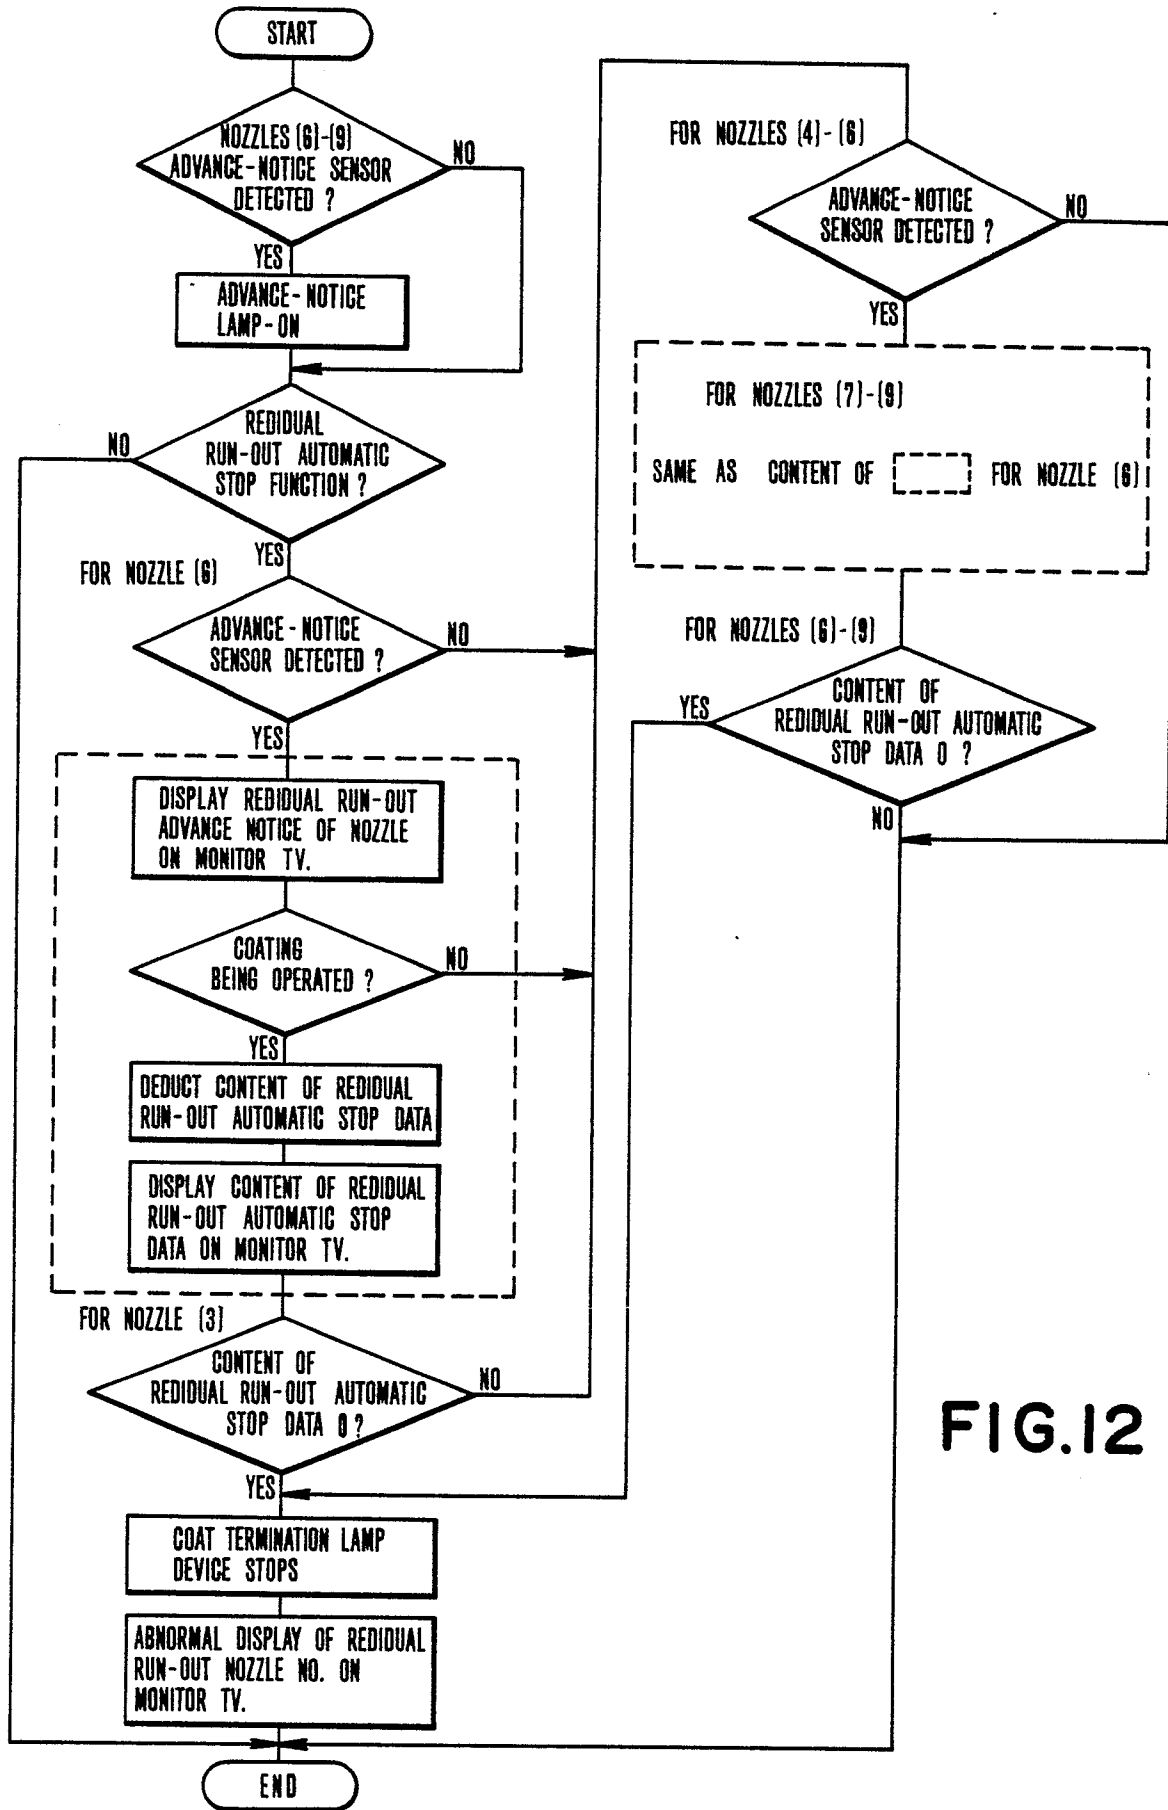 START
NOZZLES (6)-(9)
ADVANCE-NOTICE SENSOR
DETECTED ?
NO
YES
ADVANCE-NOTICE
LAMP-ON
REDIDUAL
RUN-OUT AUTOMATIC
STOP FUNCTION ?
NO
YES
FOR NOZZLE (6)
ADVANCE-NOTICE
SENSOR DETECTED ?
NO
YES
DISPLAY REDIDUAL RUN-OUT
ADVANCE NOTICE OF NOZZLE
ON MONITOR TV.
COATING
BEING OPERATED ?
NO
YES
DEDUCT CONTENT OF REDIDUAL
RUN-OUT AUTOMATIC STOP DATA
DISPLAY CONTENT OF REDIDUAL
RUN-OUT AUTOMATIC STOP
DATA ON MONITOR TV.
FOR NOZZLE (3)
CONTENT OF
REDIDUAL RUN-OUT AUTOMATIC
STOP DATA 0 ?
NO
YES
COAT TERMINATION LAMP
DEVICE STOPS
ABNORMAL DISPLAY OF REDIDUAL
RUN-OUT NOZZLE NO. ON
MONITOR TV.
END
FOR NOZZLES (4)-(6)
ADVANCE-NOTICE
SENSOR DETECTED ?
NO
YES
FOR NOZZLES (7)-(9)
SAME AS CONTENT OF FOR NOZZLE (6)
FOR NOZZLES (6)-(9)
CONTENT OF
REDIDUAL RUN-OUT AUTOMATIC
STOP DATA 0 ?
YES
NO
FIG.12